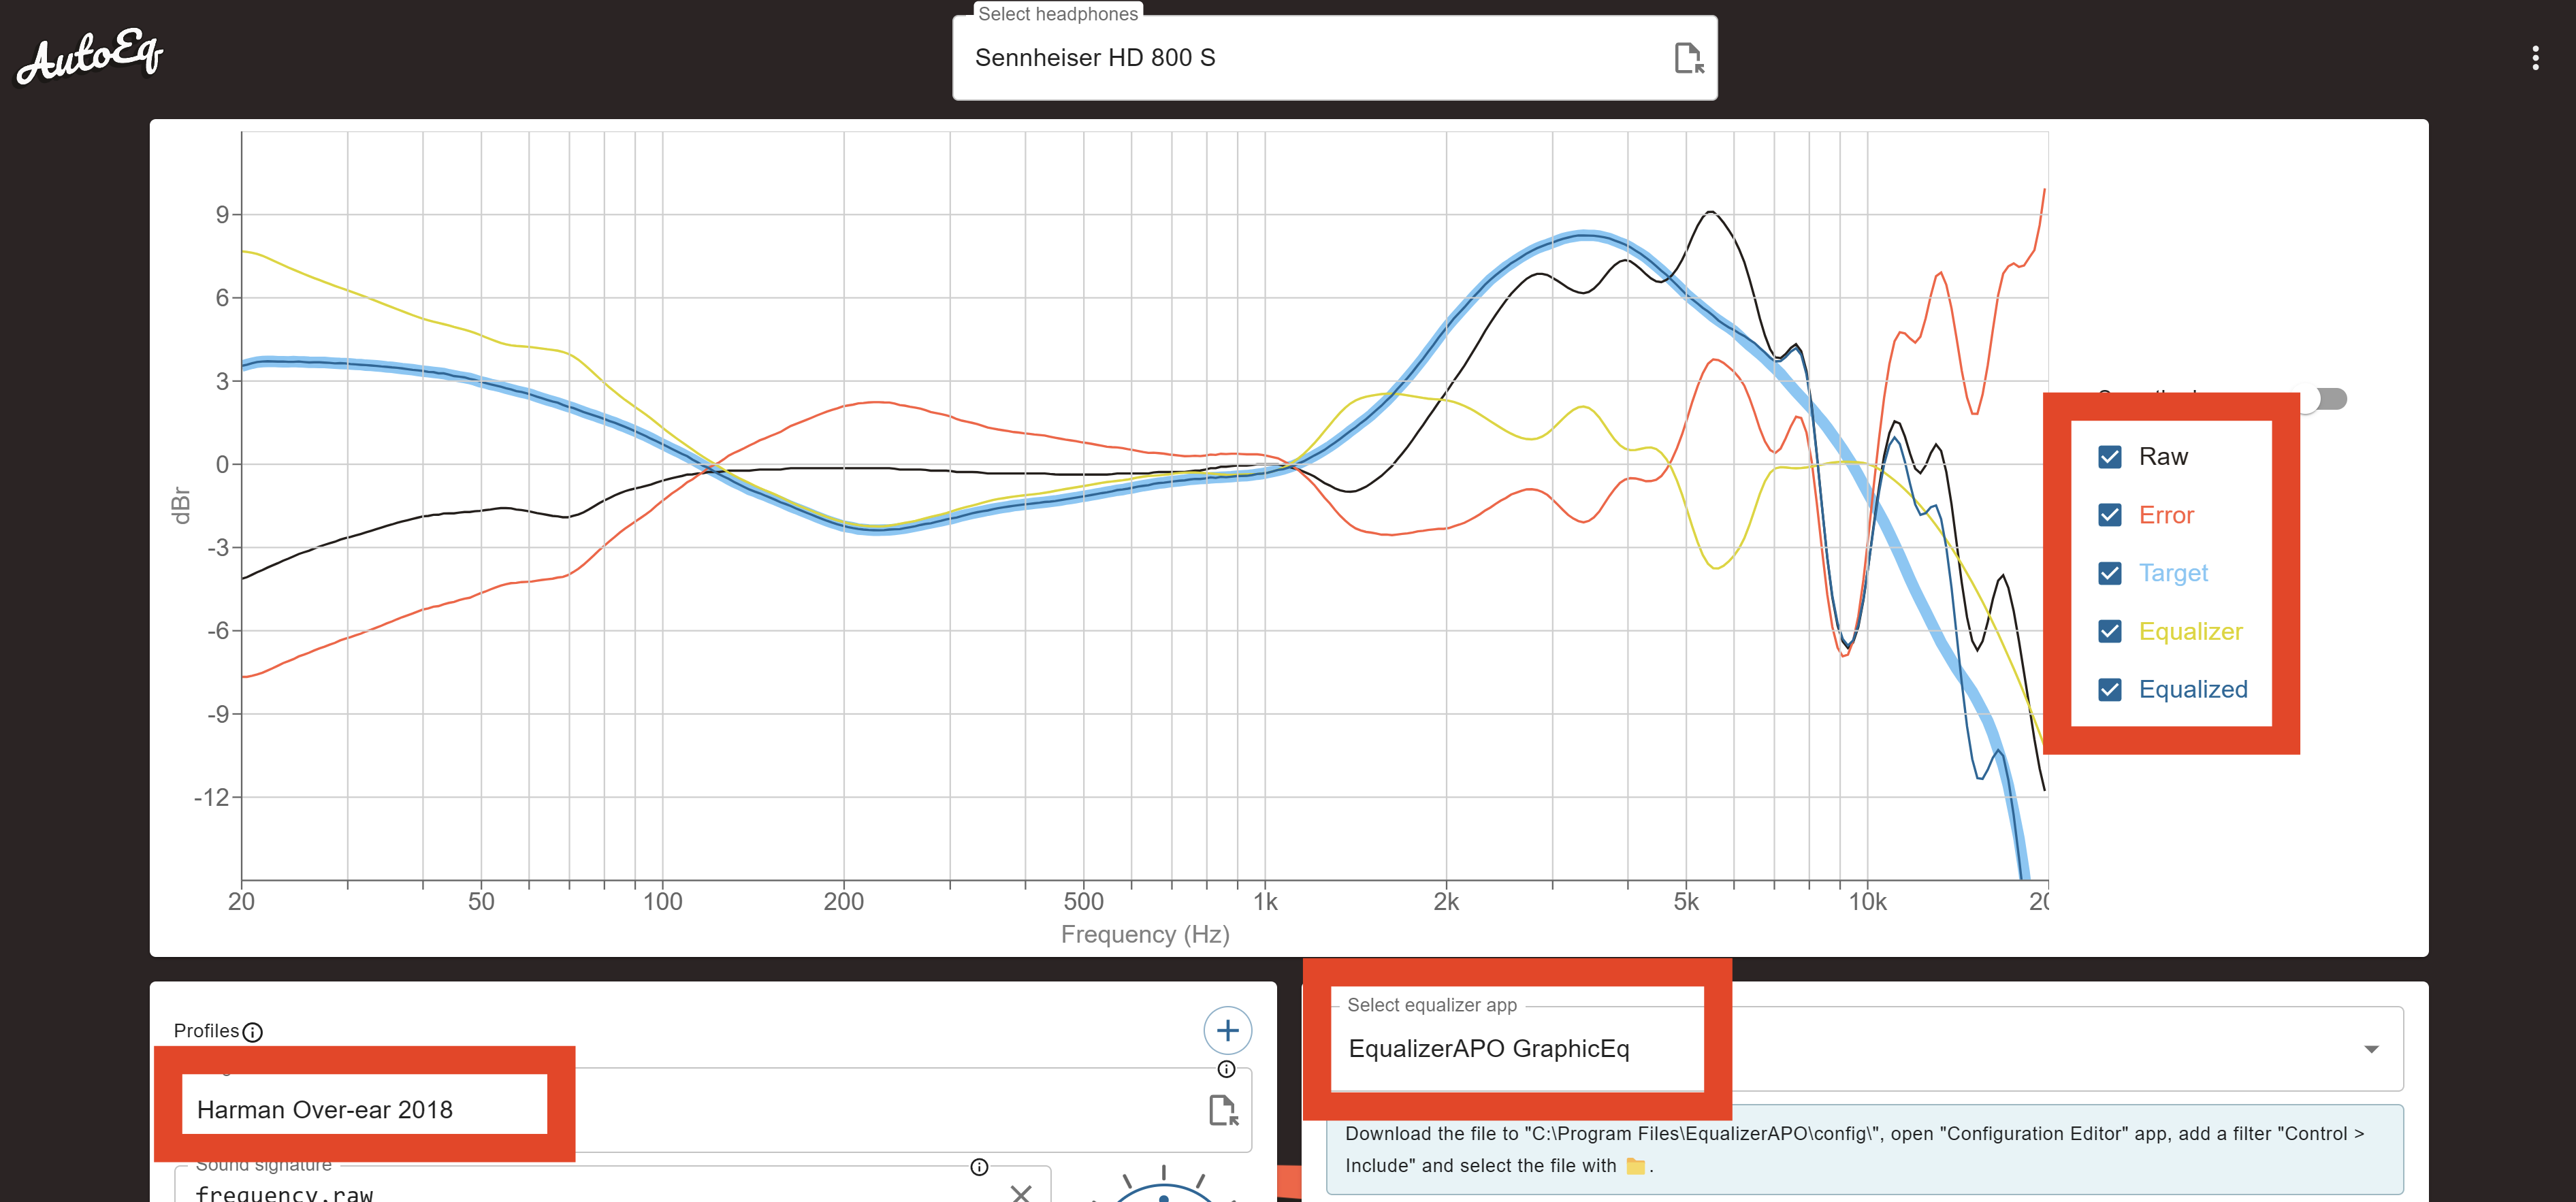 AutoEq
Select headphones
Sennheiser HD 800 S
9
6
3
0
-3
-6
-9
-12
dBr
20
50
100
200
500
1k
2k
5k
10k
Frequency (Hz)
Raw
Error
Target
Equalizer
Equalized
Profiles
Harman Over-ear 2018
Sound signature
frequency.raw
Select equalizer app
EqualizerAPO GraphicEq
Download the file to "C:\Program Files\EqualizerAPO\config\", open "Configuration Editor" app, add a filter "Control >
Include" and select the file with 📁 .